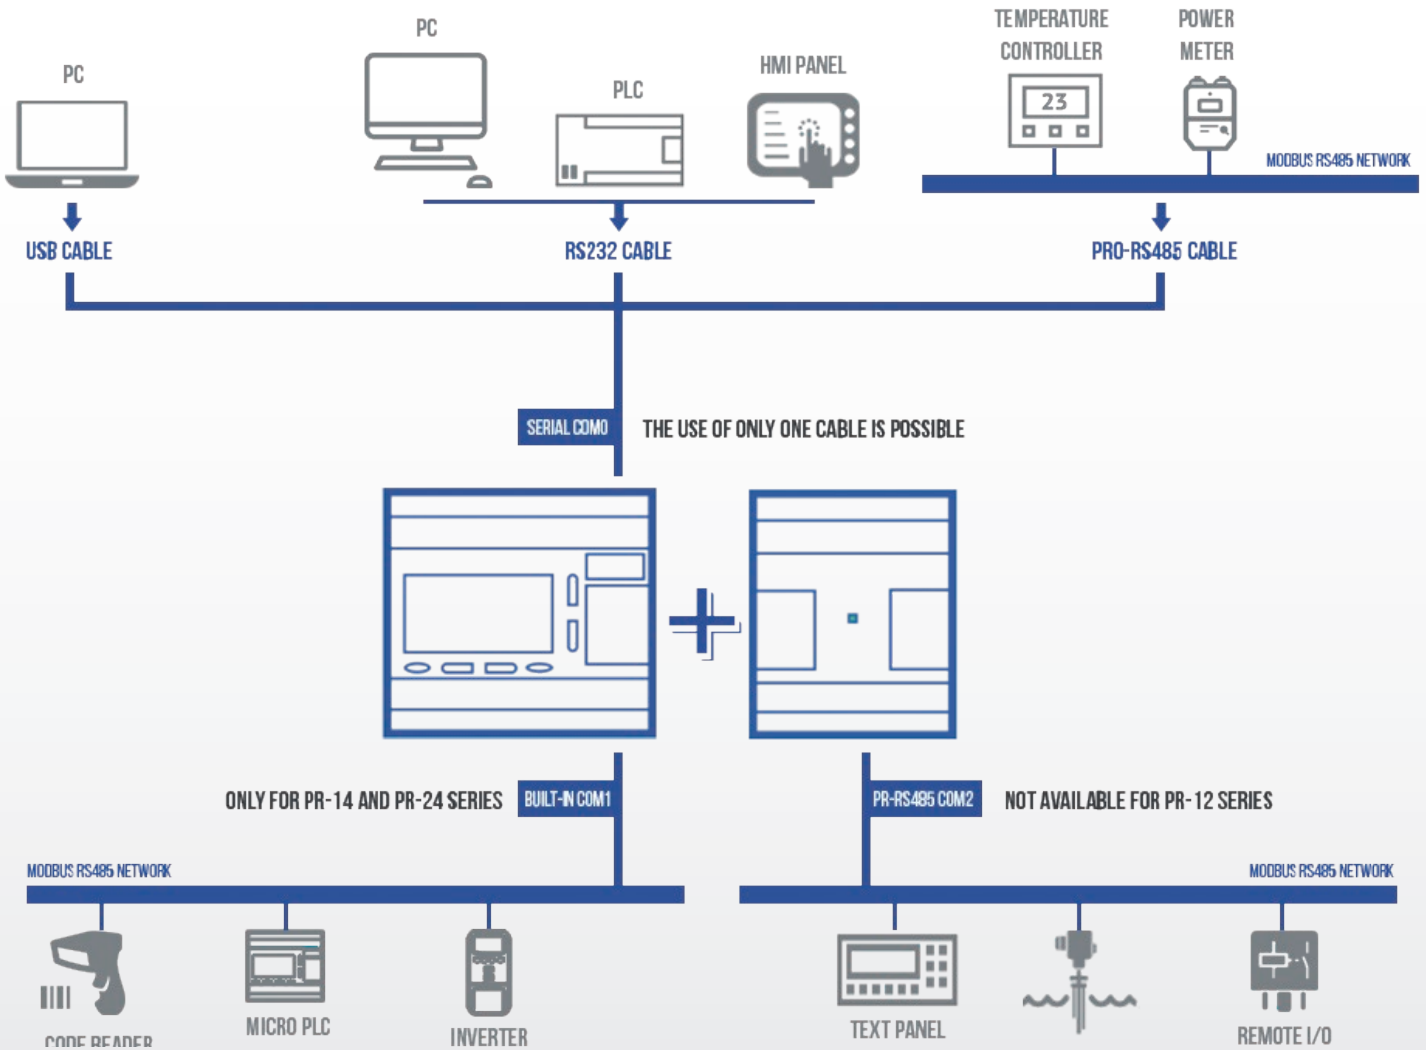 PC
PC
PLC
HMI PANEL
TEMPERATURE
CONTROLLER
POWER
METER
23
MODBUS RS485 NETWORK
USB CABLE
RS232 CABLE
PRO-RS485 CABLE
SERIAL COM0
THE USE OF ONLY ONE CABLE IS POSSIBLE
ONLY FOR PR-14 AND PR-24 SERIES
BUILT-IN COM1
PR-RS485 COM2
NOT AVAILABLE FOR PR-12 SERIES
MODBUS RS485 NETWORK
MODBUS RS485 NETWORK
CODE READER
MICRO PLC
INVERTER
TEXT PANEL
REMOTE I/O